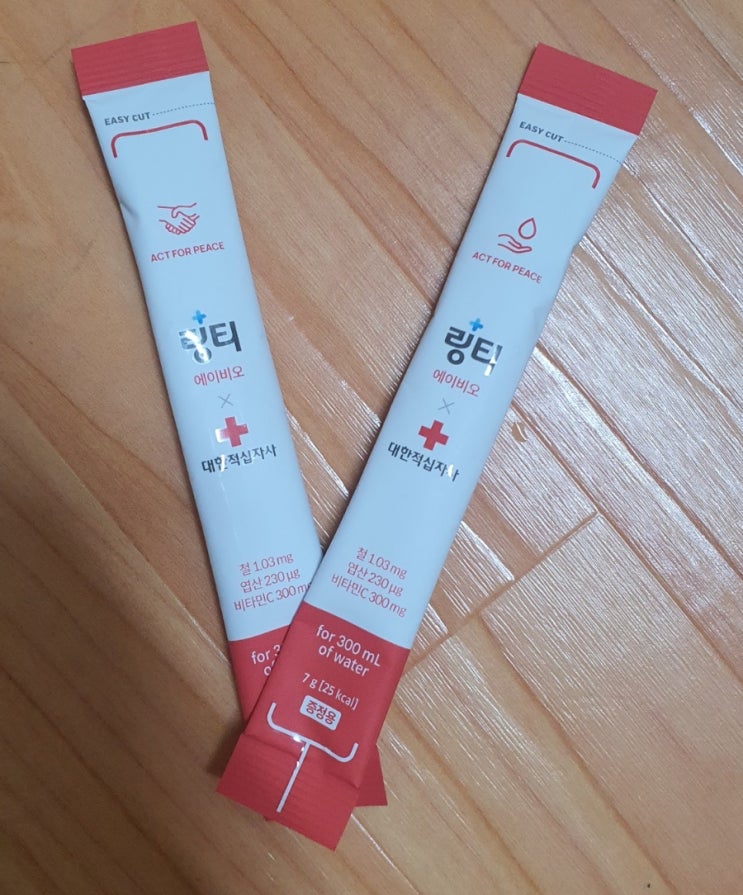 EASY CUT
ACT FOR PEACE
링티
에이비오
×
대한적십자사
철 1.03 mg
엽산 230 μg
비타민C 300 mg
for 3
of
EASY CUT
ACT FOR PEACE
링티
에이비오
×
대한적십자사
철 1.03 mg
엽산 230 μg
비타민C 300 mg
for 300 mL
of water
7 g [25 kcal]
증정용